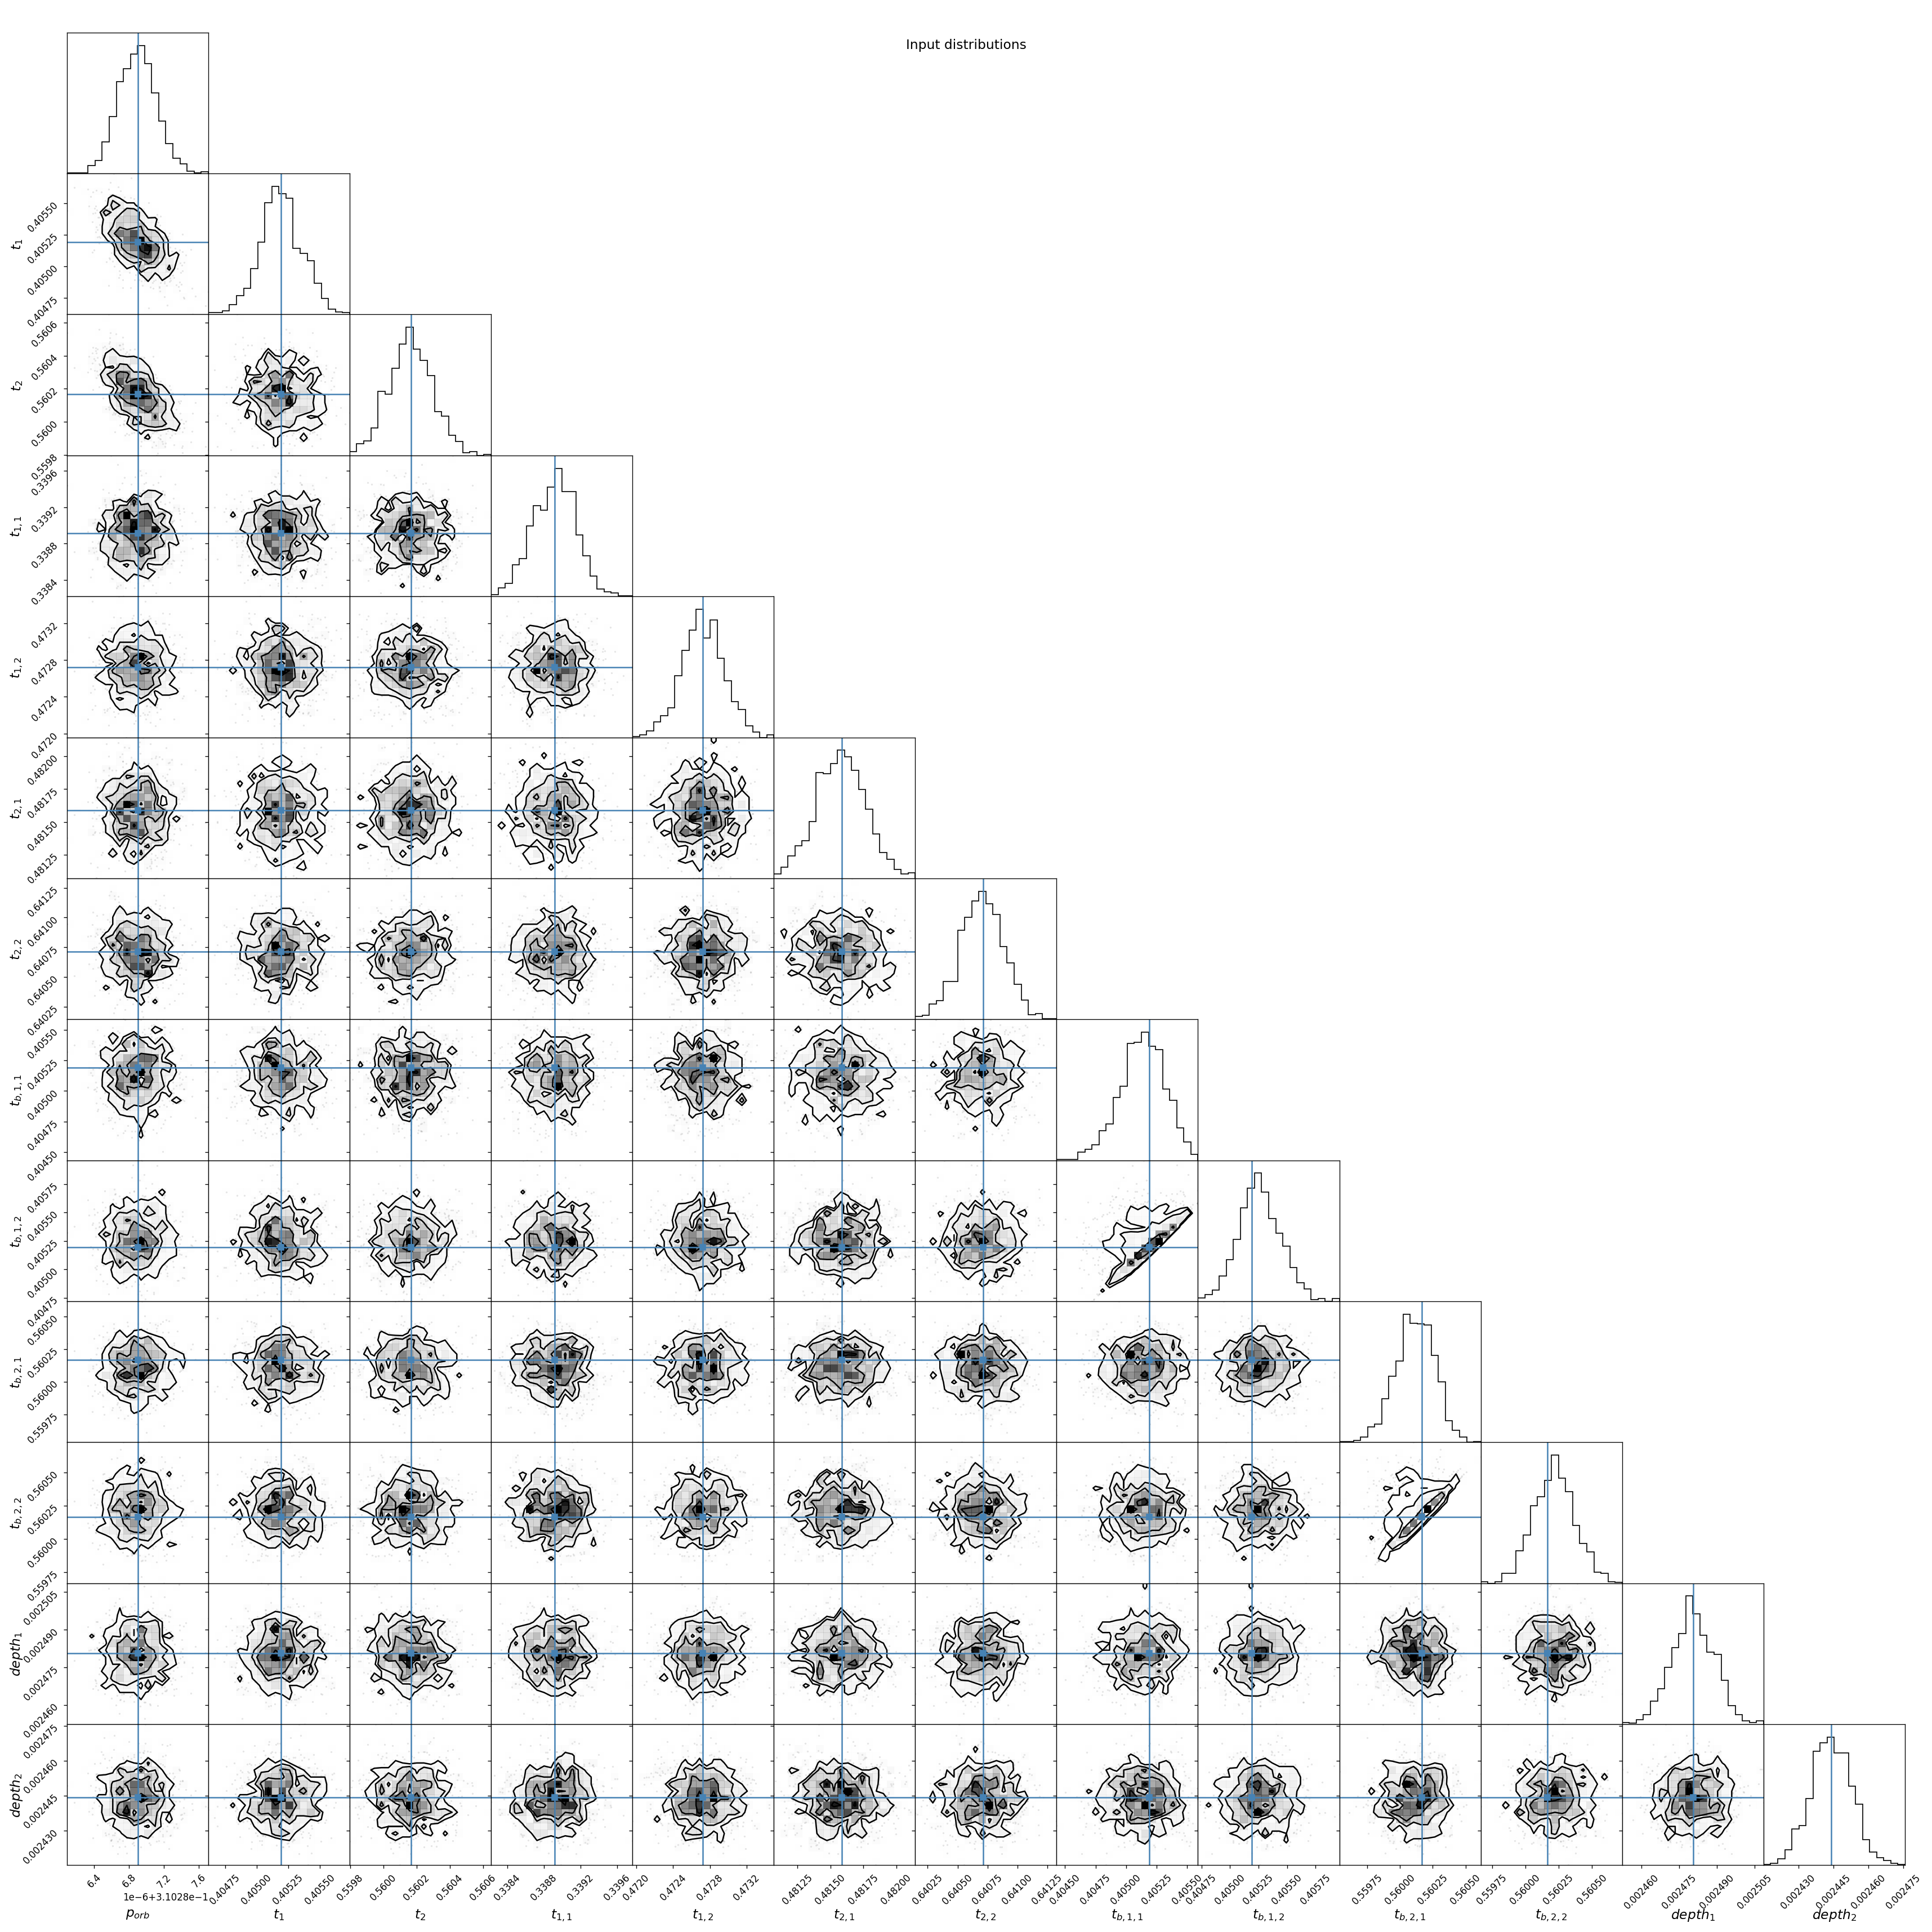 Input distributions
t_1
0.40550
0.40525
0.40500
0.40475
t_2
0.5606
0.5604
0.5602
0.5600
0.5598
t_{1,1}
0.3396
0.3392
0.3388
0.3384
t_{1,2}
0.4732
0.4728
0.4724
0.4720
t_{2,1}
0.48200
0.48175
0.48150
0.48125
t_{2,2}
0.64125
0.64100
0.64075
0.64050
0.64025
t_{b,1,1}
0.40550
0.40525
0.40500
0.40475
0.40450
t_{b,1,2}
0.40575
0.40550
0.40525
0.40500
0.40475
t_{b,2,1}
0.56050
0.56025
0.56000
0.55975
t_{b,2,2}
0.56050
0.56025
0.56000
0.55975
depth_1
0.002505
0.002490
0.002475
0.002460
depth_2
0.002475
0.002460
0.002445
0.002430
6.4 6.8 7.2 7.6
1e−6+3.1028e−1
p_{orb}
0.40475 0.40500 0.40525 0.40550
t_1
0.5598 0.5600 0.5602 0.5604 0.5606
t_2
0.3384 0.3388 0.3392 0.3396
t_{1,1}
0.4720 0.4724 0.4728 0.4732
t_{1,2}
0.48125 0.48150 0.48175 0.48200
t_{2,1}
0.64025 0.64050 0.64075 0.64100 0.64125
t_{2,2}
0.40450 0.40475 0.40500 0.40525 0.40550
t_{b,1,1}
0.40475 0.40500 0.40525 0.40550 0.40575
t_{b,1,2}
0.55975 0.56000 0.56025 0.56050
t_{b,2,1}
0.55975 0.56000 0.56025 0.56050
t_{b,2,2}
0.002460 0.002475 0.002490 0.002505
depth_1
0.002430 0.002445 0.002460 0.002475
depth_2